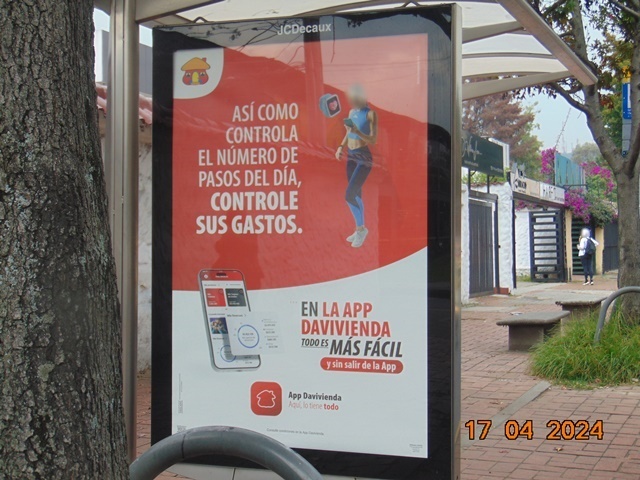 JCDecaux
ASÍ COMO
CONTROLA
EL NÚMERO DE
PASOS DEL DÍA,
CONTROLE
SUS GASTOS.
EN LA APP
DAVIVIENDA
TODO ES MÁS FÁCIL
y sin salir de la App
App Davivienda
Aquí, lo tiene todo
17 04 2024